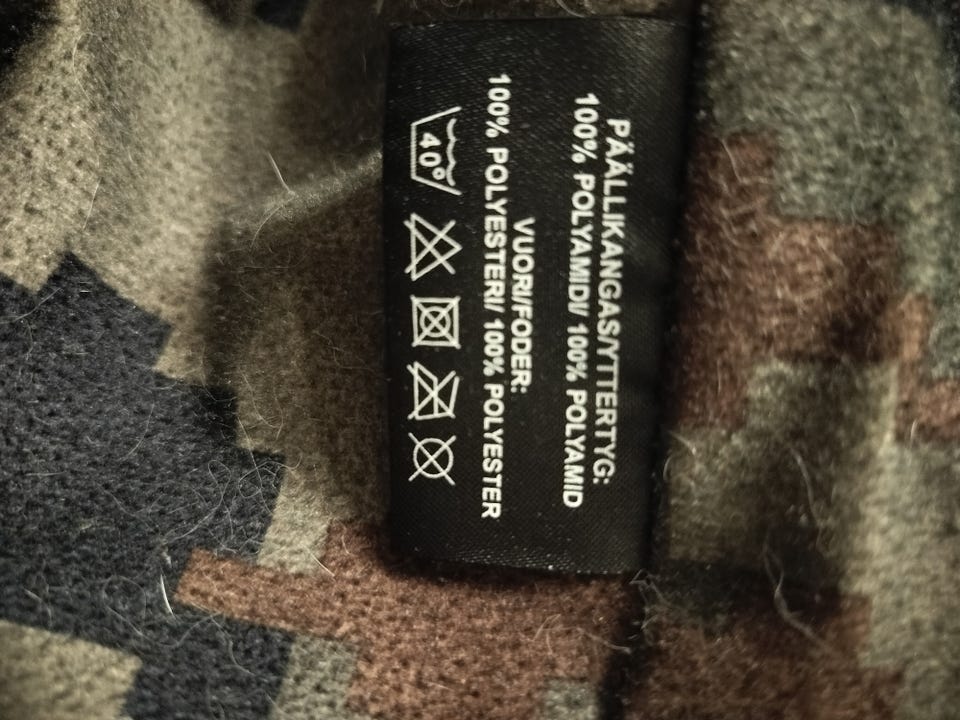 PÄÄLLIKANGAS/YTTERTYG:
100% POLYAMIDI/ 100% POLYAMID
VUORI/FODER:
100% POLYESTERI/ 100% POLYESTER
40°